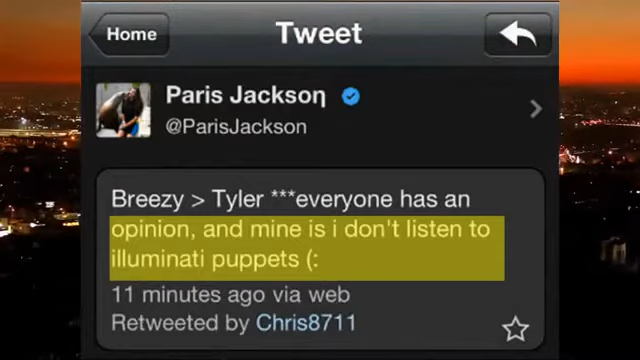 Home
Tweet
Paris Jacksoη
@ParisJackson
Breezy > Tyler ***everyone has an
opinion, and mine is i don't listen to
illuminati puppets (:
11 minutes ago via web
Retweeted by Chris8711